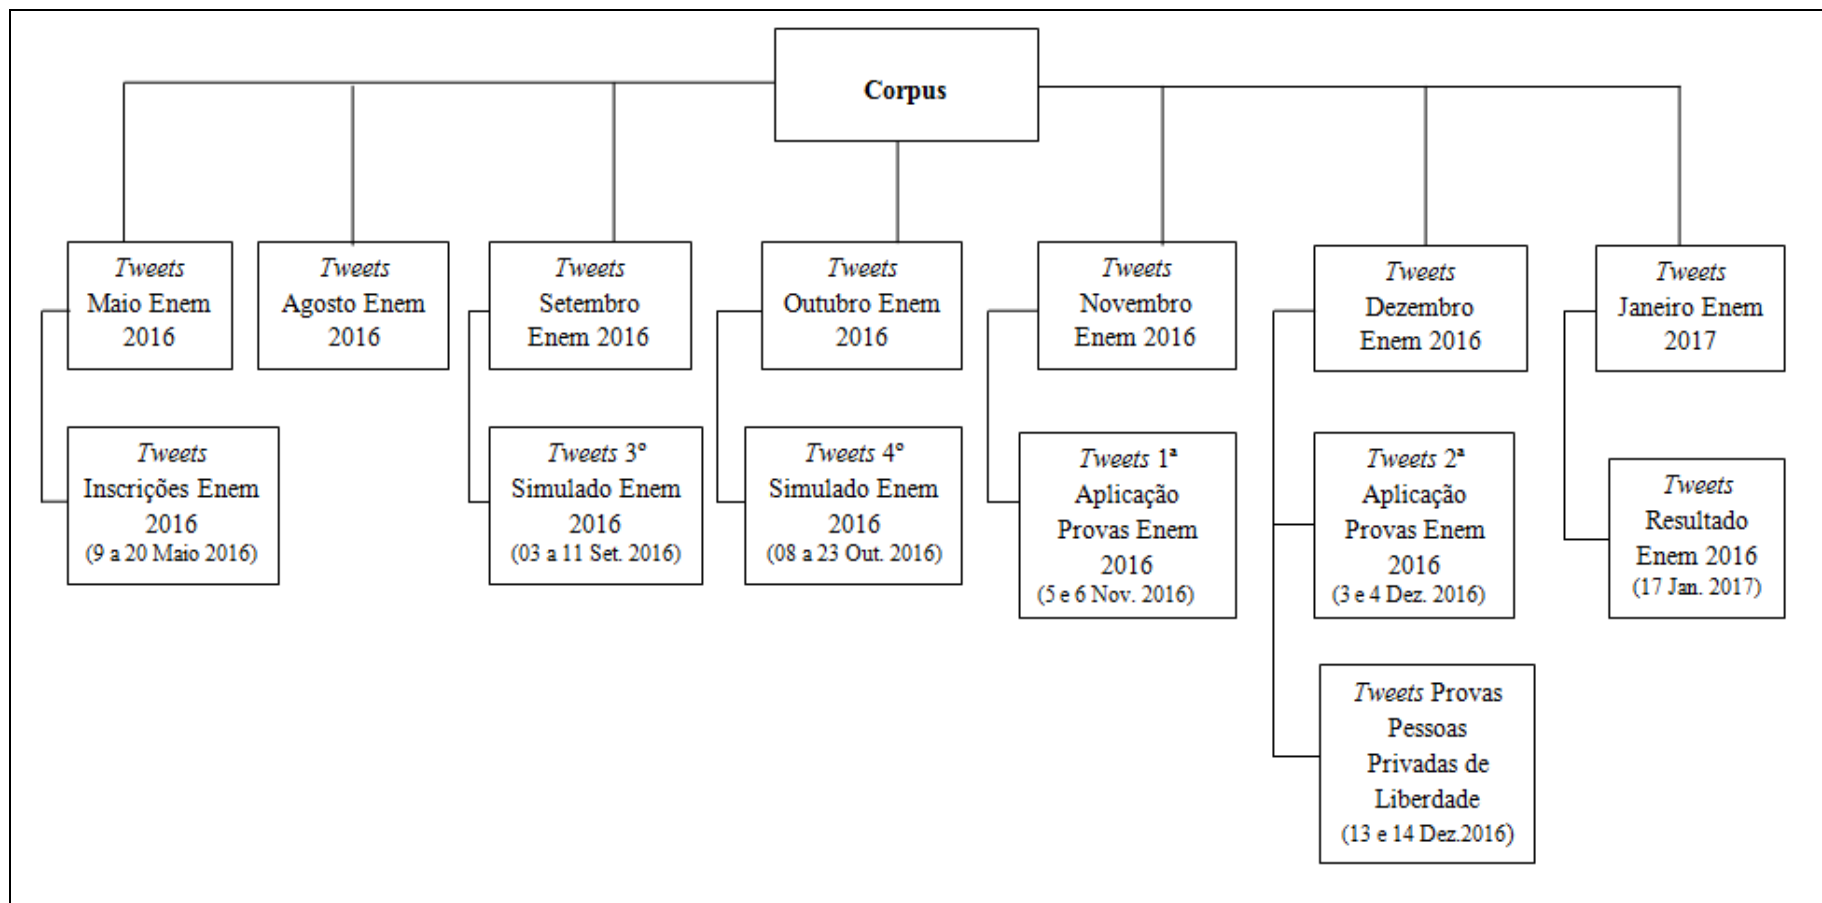 Corpus
Tweets
Maio Enem
2016
Tweets
Agosto Enem
2016
Tweets
Setembro
Enem 2016
Tweets
Outubro Enem
2016
Tweets
Novembro
Enem 2016
Tweets
Dezembro
Enem 2016
Tweets
Janeiro Enem
2017
Tweets
Inscrições Enem
2016
(9 a 20 Maio 2016)
Tweets 3º
Simulado Enem
2016
(03 a 11 Set. 2016)
Tweets 4º
Simulado Enem
2016
(08 a 23 Out. 2016)
Tweets 1ª
Aplicação
Provas Enem
2016
(5 e 6 Nov. 2016)
Tweets 2ª
Aplicação
Provas Enem
2016
(3 e 4 Dez. 2016)
Tweets
Resultado
Enem 2016
(17 Jan. 2017)
Tweets Provas
Pessoas
Privadas de
Liberdade
(13 e 14 Dez.2016)